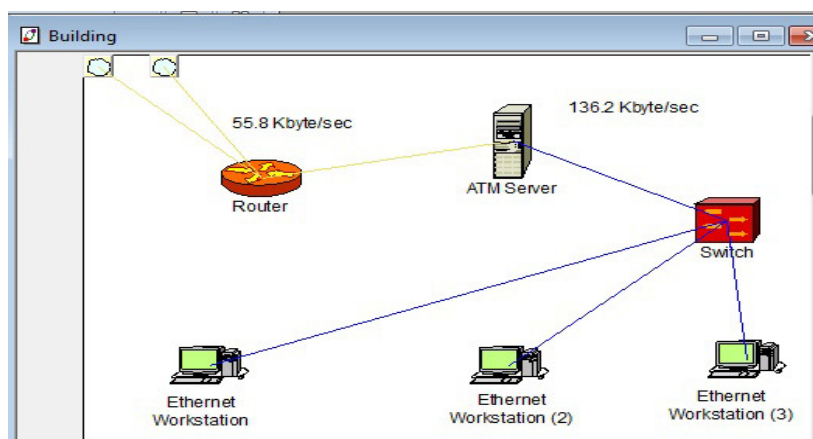 Building
136.2 Kbyte/sec
55.8 Kbyte/sec
ATM Server
Router
Switch
Ethernet
Workstation
Ethernet
Workstation (2)
Ethernet
Workstation (3)